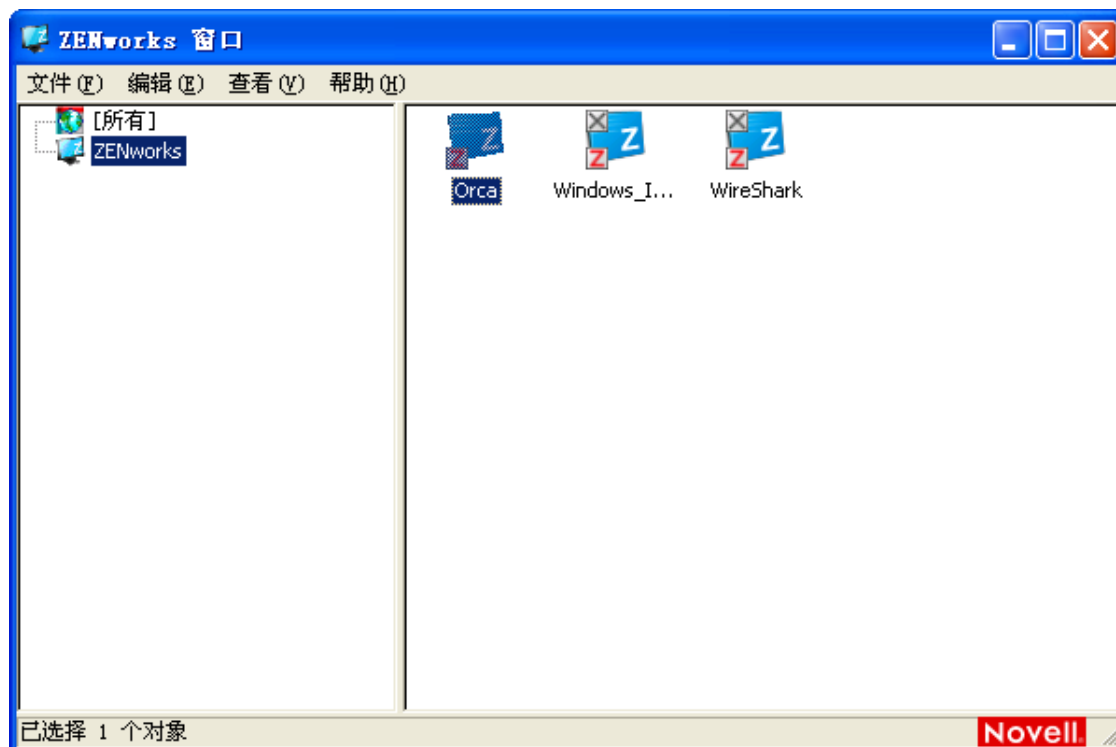 ZENworks 窗口
文件(F) 编辑(E) 查看(V) 帮助(H)
[所有]
ZENworks
Orca
Windows_I...
WireShark
已选择 1 个对象
Novell.